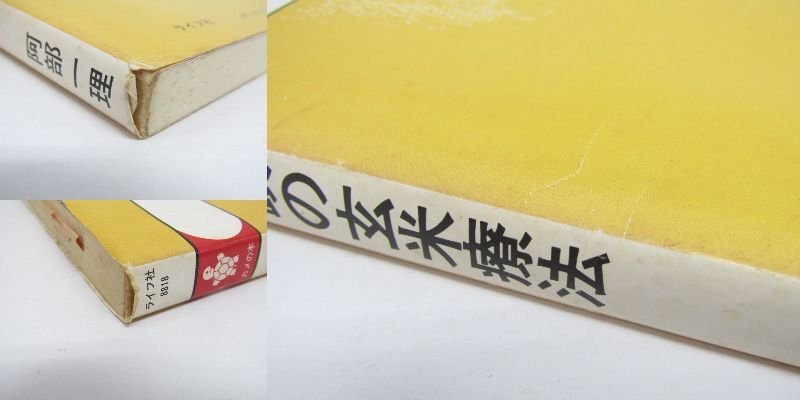 阿部一理
ライフ社
8818
カメの本
の玄米療法